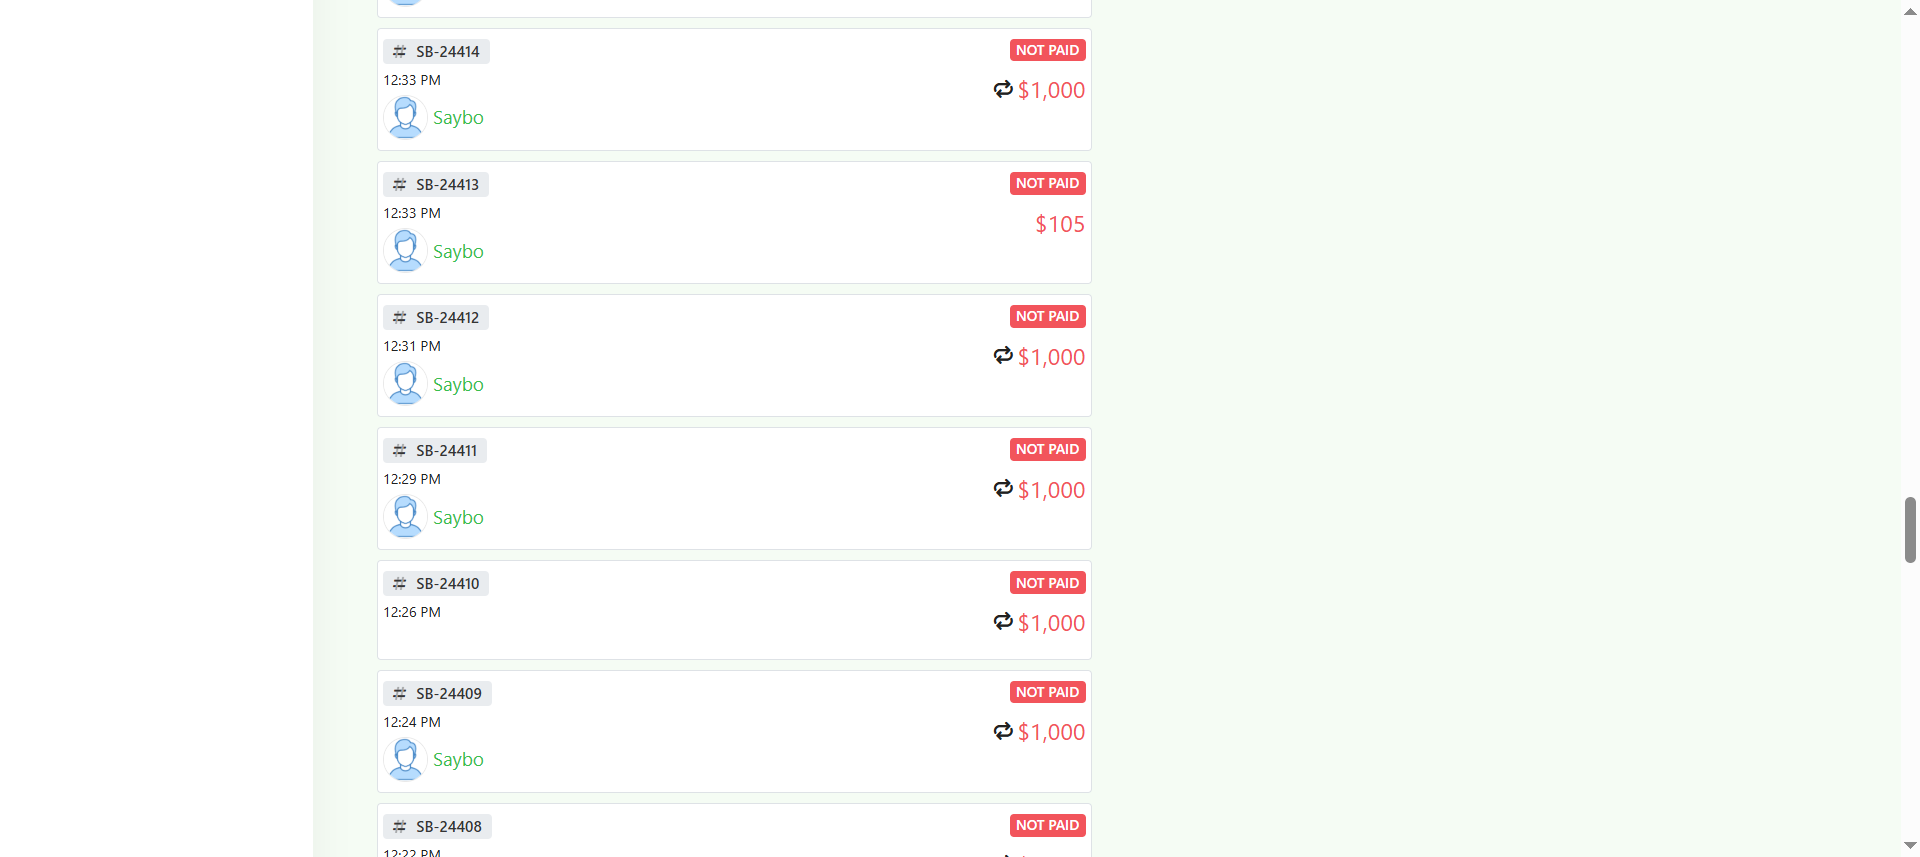 # SB-24414
NOT PAID
12:33 PM
$1,000
Saybo
# SB-24413
NOT PAID
12:33 PM
$105
Saybo
# SB-24412
NOT PAID
12:31 PM
$1,000
Saybo
# SB-24411
NOT PAID
12:29 PM
$1,000
Saybo
# SB-24410
NOT PAID
12:26 PM
$1,000
# SB-24409
NOT PAID
12:24 PM
$1,000
Saybo
# SB-24408
NOT PAID
12:22 PM